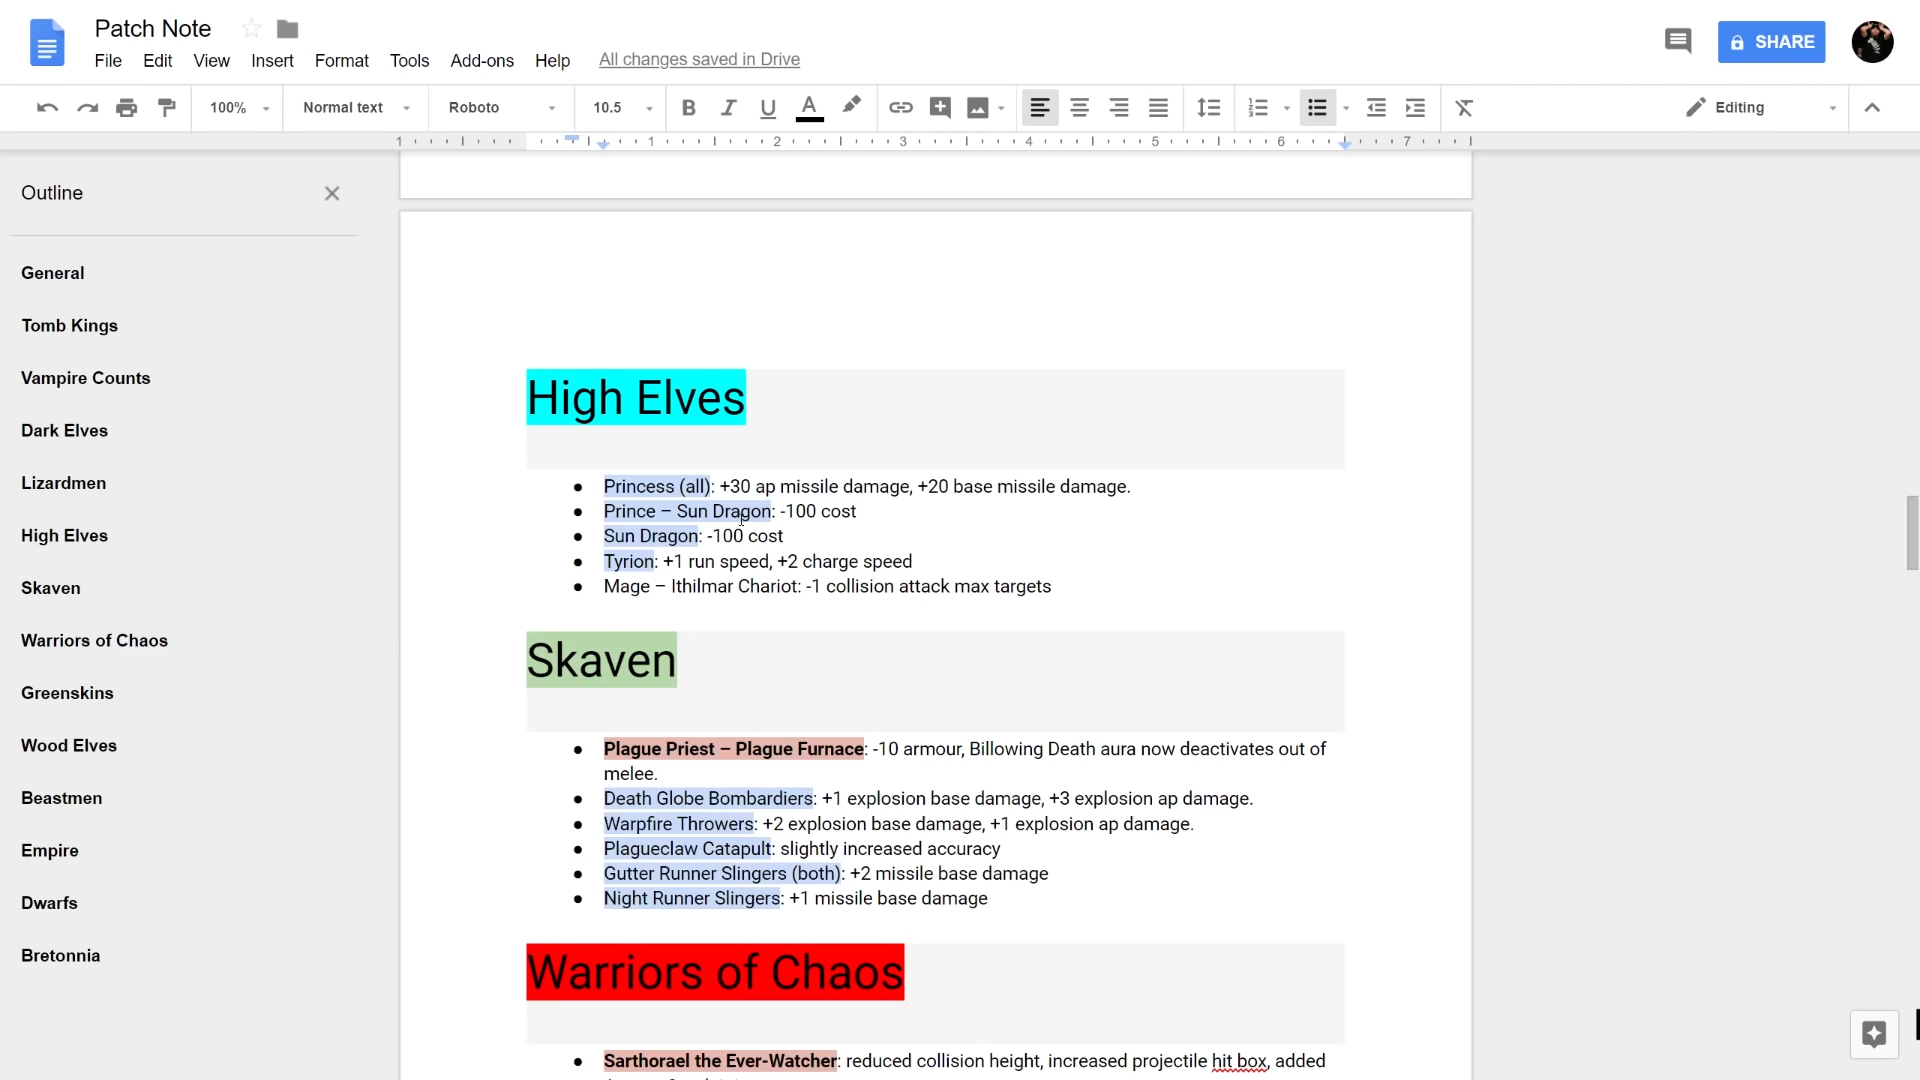 Patch Note
File Edit View Insert Format Tools Add-ons Help All changes saved in Drive
SHARE
100% Normal text Roboto 10.5 B I U A Editing
1 1 2 3 4 5 6 7
Outline
General
Tomb Kings
Vampire Counts
Dark Elves
Lizardmen
High Elves
Skaven
Warriors of Chaos
Greenskins
Wood Elves
Beastmen
Empire
Dwarfs
Bretonnia
High Elves
● Princess (all): +30 ap missile damage, +20 base missile damage.
● Prince – Sun Dragon: -100 cost
● Sun Dragon: -100 cost
● Tyrion: +1 run speed, +2 charge speed
● Mage – Ithilmar Chariot: -1 collision attack max targets
Skaven
● Plague Priest – Plague Furnace: -10 armour, Billowing Death aura now deactivates out of
melee.
● Death Globe Bombardiers: +1 explosion base damage, +3 explosion ap damage.
● Warpfire Throwers: +2 explosion base damage, +1 explosion ap damage.
● Plagueclaw Catapult: slightly increased accuracy
● Gutter Runner Slingers (both): +2 missile base damage
● Night Runner Slingers: +1 missile base damage
Warriors of Chaos
● Sarthorael the Ever-Watcher: reduced collision height, increased projectile hit box, added